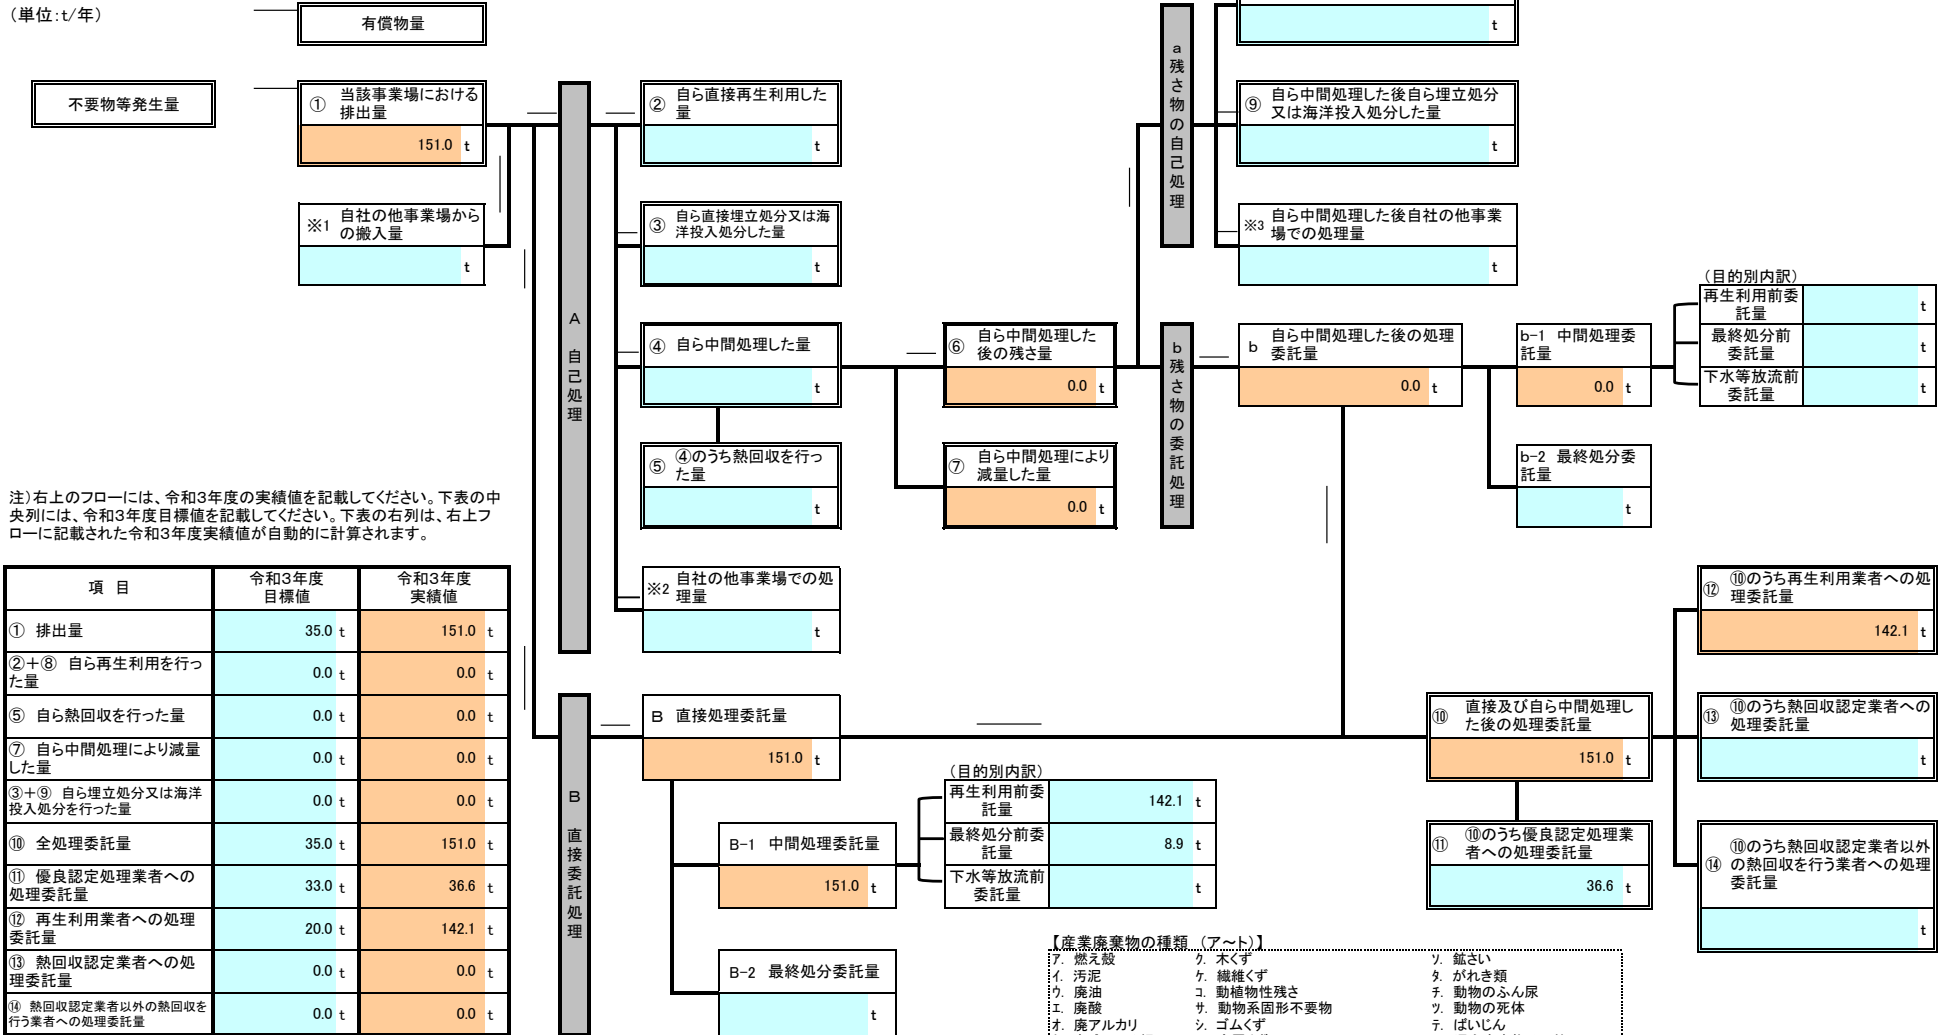 (単位:t/年)
有償物量
t
不要物等発生量
① 当該事業場における
排出量
151.0 t
※1 自社の他事業場から
の搬入量
t
A 自己処理
② 自ら直接再生利用した
量
t
③ 自ら直接埋立処分又は海
洋投入処分した量
t
④ 自ら中間処理した量
t
⑤ ④のうち熱回収を行っ
た量
t
※2 自社の他事業場での処
理量
t
⑥ 自ら中間処理した
後の残さ量
0.0 t
⑦ 自ら中間処理により
減量した量
0.0 t
a 残さ物の自己処理
⑨ 自ら中間処理した後自ら埋立処分
又は海洋投入処分した量
t
※3 自ら中間処理した後自社の他事業
場での処理量
t
b 残さ物の委託処理
b 自ら中間処理した後の処理
委託量
0.0 t
b-1 中間処理委
託量
0.0 t
b-2 最終処分委
託量
t
(目的別内訳)
再生利用前委
託量
t
最終処分前
委託量
t
下水等放流前
委託量
t
注)右上のフローには、令和3年度の実績値を記載してください。下表の中
央列には、令和3年度目標値を記載してください。下表の右列は、右上フ
ローに記載された令和3年度実績値が自動的に計算されます。
項 目
令和3年度
目標値
令和3年度
実績値
① 排出量 35.0 t 151.0 t
②+⑧ 自ら再生利用を行っ
た量 0.0 t 0.0 t
⑤ 自ら熱回収を行った量 0.0 t 0.0 t
⑦ 自ら中間処理により減量
した量 0.0 t 0.0 t
③+⑨ 自ら埋立処分又は海洋
投入処分を行った量 0.0 t 0.0 t
⑩ 全処理委託量 35.0 t 151.0 t
⑪ 優良認定処理業者への
処理委託量 33.0 t 36.6 t
⑫ 再生利用業者への処理
委託量 20.0 t 142.1 t
⑬ 熱回収認定業者への処
理委託量 0.0 t 0.0 t
⑭ 熱回収認定業者以外の熱回収を
行う業者への処理委託量 0.0 t 0.0 t
B 直接委託処理
B 直接処理委託量
151.0 t
B-1 中間処理委託量
151.0 t
B-2 最終処分委託量
t
(目的別内訳)
再生利用前委
託量
142.1 t
最終処分前委
託量
8.9 t
下水等放流前
委託量
t
⑩ 直接及び自ら中間処理し
た後の処理委託量
151.0 t
⑪ ⑩のうち優良認定処理業
者への処理委託量
36.6 t
⑫ ⑩のうち再生利用業者への処
理委託量
142.1 t
⑬ ⑩のうち熱回収認定業者への
処理委託量
t
⑭ ⑩のうち熱回収認定業者以外
の熱回収を行う業者への処理
委託量
t
【産業廃棄物の種類 (ア~ト)】
ア. 燃え殻 ク. 木くず ソ. 鉱さい
イ. 汚泥 ケ. 繊維くず タ. がれき類
ウ. 廃油 コ. 動植物性残さ チ. 動物のふん尿
エ. 廃酸 サ. 動物系固形不要物 ツ. 動物の死体
オ. 廃アルカリ シ. ゴムくず テ. ばいじん